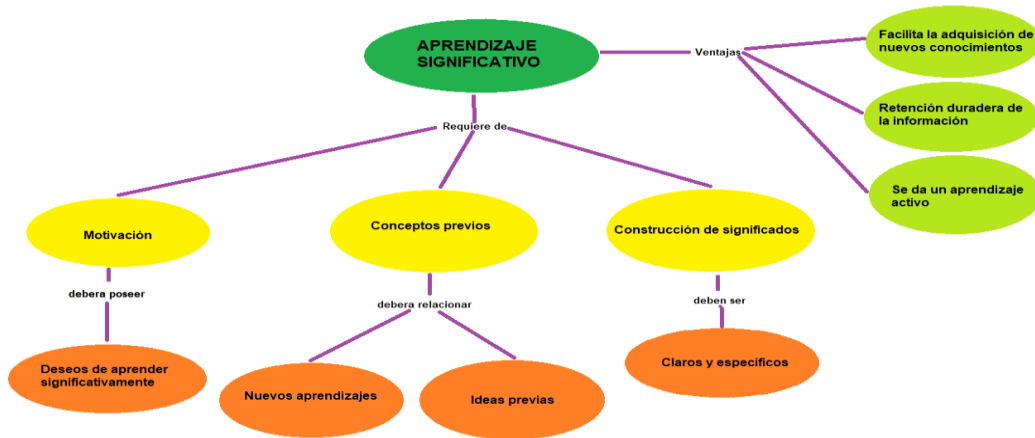 APRENDIZAJE
SIGNIFICATIVO
Ventajas
Facilita la adquisición de
nuevos conocimientos
Retención duradera de
la información
Se da un aprendizaje
activo
Requiere de
Motivación
Conceptos previos
Construcción de significados
debera poseer
debera relacionar
deben ser
Deseos de aprender
significativamente
Nuevos aprendizajes
Ideas previas
Claros y específicos